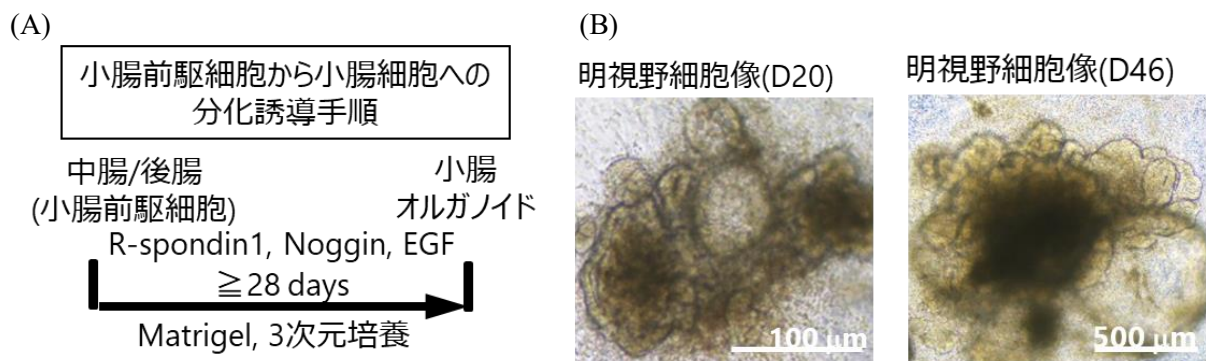 (A)
小腸前駆細胞から小腸細胞への
分化誘導手順
中腸/後腸
(小腸前駆細胞)
小腸
オルガノイド
R-spondin1, Noggin, EGF
≧28 days
Matrigel, 3次元培養
(B)
明視野細胞像(D20)
100 μm
明視野細胞像(D46)
500 μm